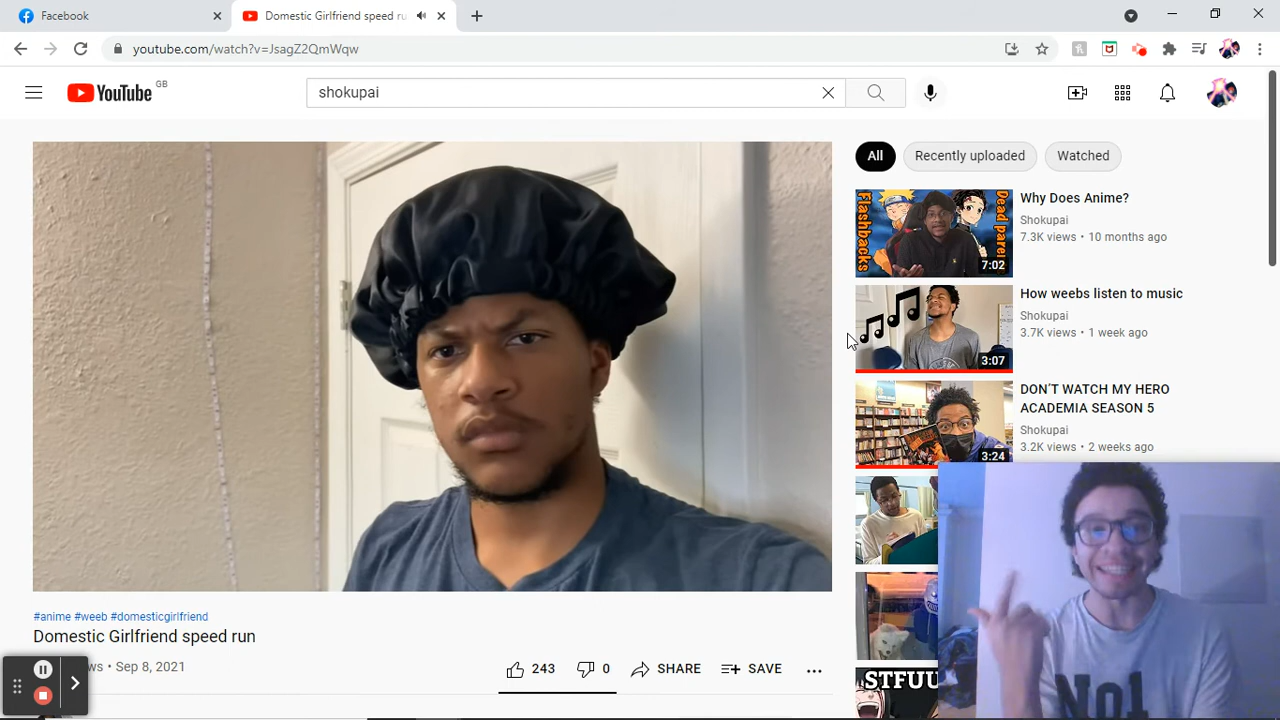 Facebook
Domestic Girlfriend speed run
youtube.com/watch?v=JsagZ2QmWqw
YouTube GB
shokupai
All
Recently uploaded
Watched
Flashbacks
7:02
Why Does Anime?
Shokupai
7.3K views • 10 months ago
3:07
How weebs listen to music
Shokupai
3.7K views • 1 week ago
3:24
DON'T WATCH MY HERO
ACADEMIA SEASON 5
Shokupai
3.2K views • 2 weeks ago
STFUU
No1
#anime #weeb #domesticgirlfriend
Domestic Girlfriend speed run
Sep 8, 2021
243
0
SHARE
SAVE